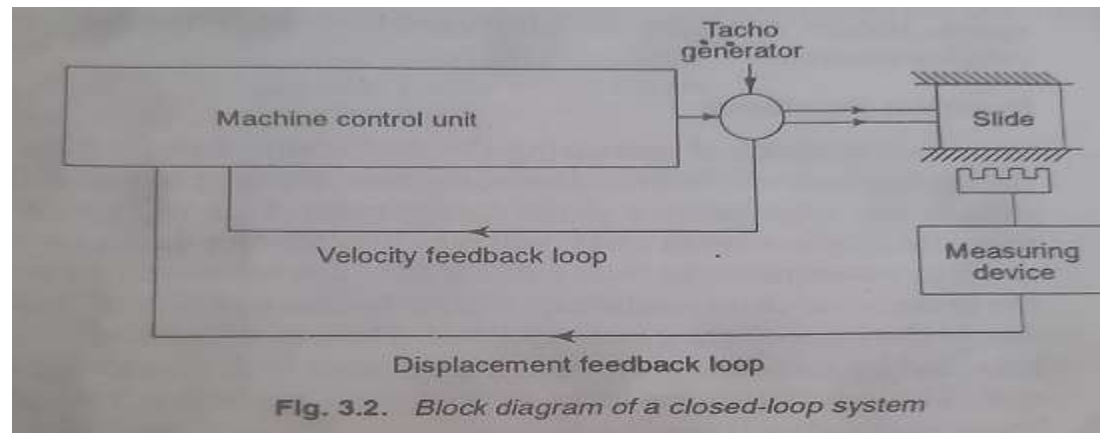 Tacho
generator
Machine control unit
Slide
Velocity feedback loop
Measuring
device
Displacement feedback loop
Fig. 3.2. Block diagram of a closed-loop system